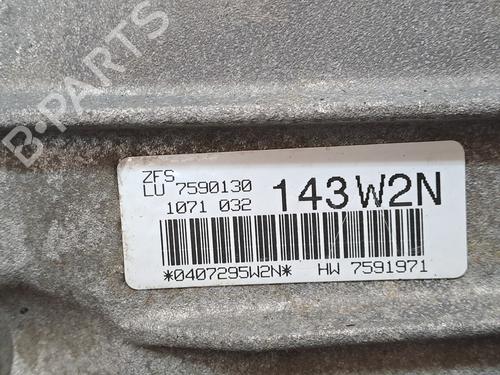 B-PARTS
ZFS
LU 7590130
1071 032
143W2N
*0407295W2N* HW 7591971